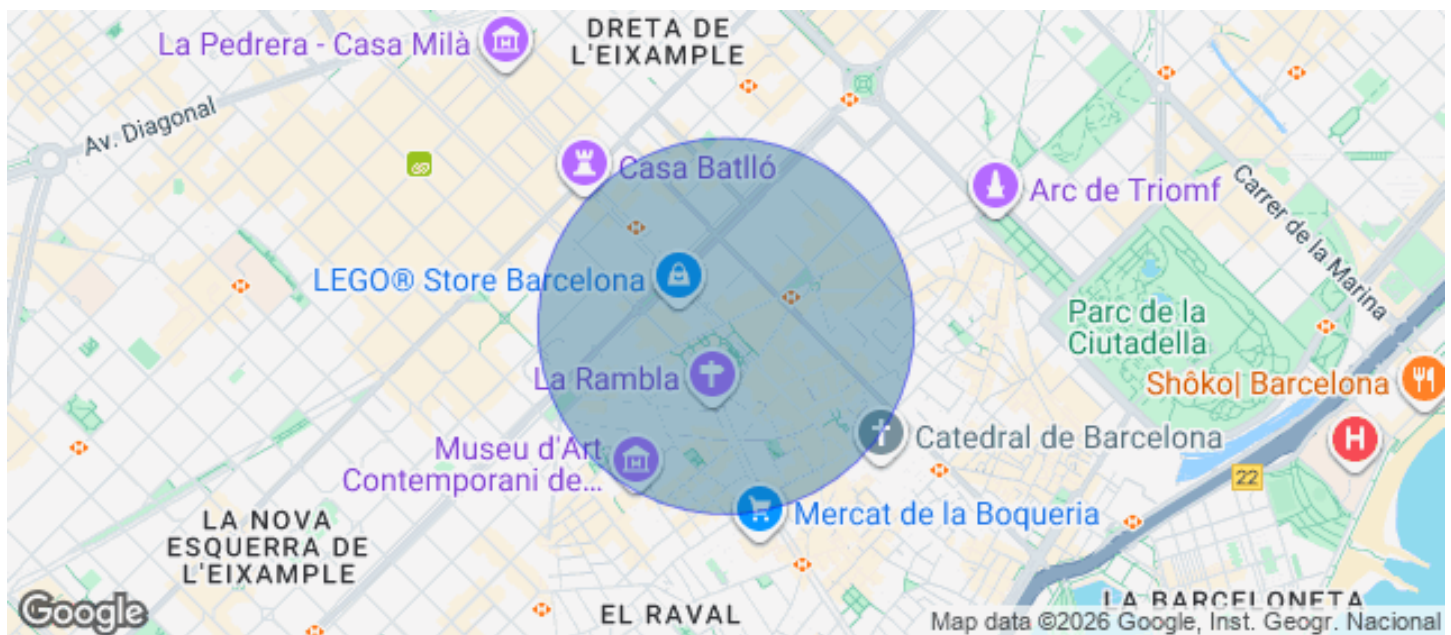 La Pedrera - Casa Milà
DRETA DE
L'EIXAMPLE
Av. Diagonal
Casa Batlló
Arc de Triomf
Carrer de la Marina
LEGO® Store Barcelona
Parc de la
Ciutadella
La Rambla
Shôko| Barcelona
Museu d'Art
Contemporani de...
Catedral de Barcelona
H
22
Mercat de la Boqueria
LA NOVA
ESQUERRA DE
L'EIXAMPLE
EL RAVAL
LA BARCELONETA
Google
Map data ©2026 Google, Inst. Geogr. Nacional